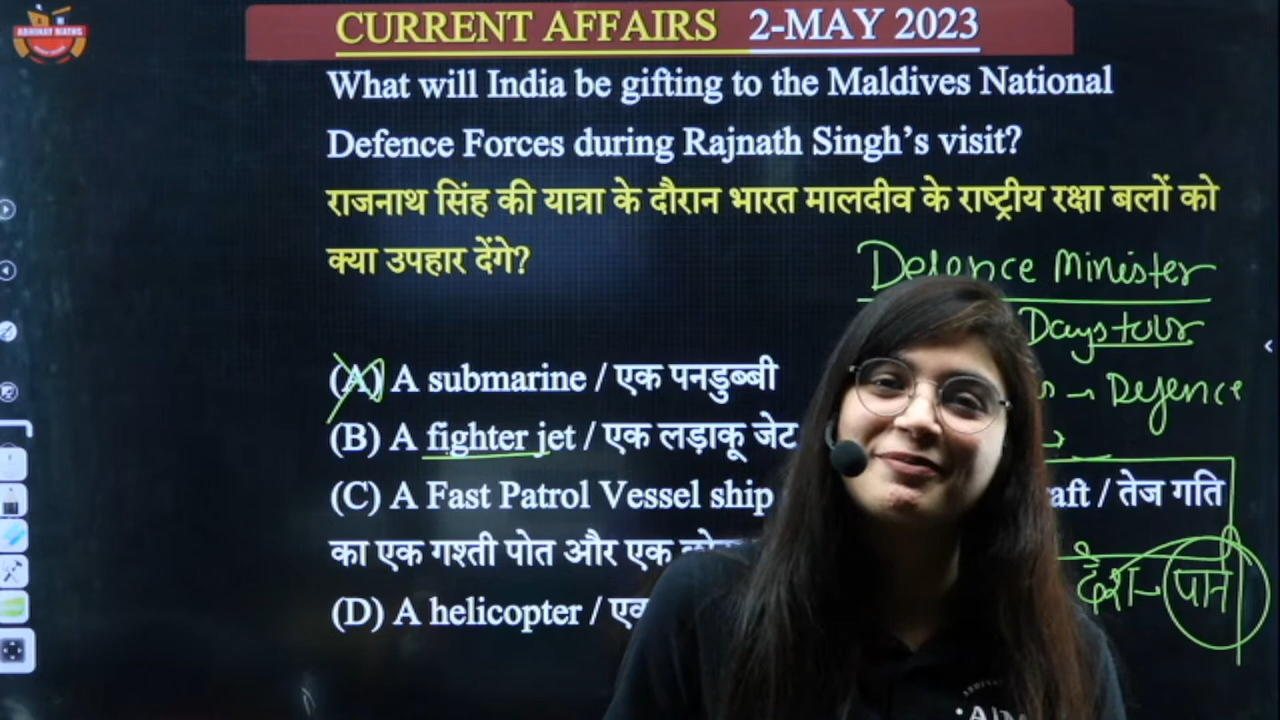 ABHINAY MATHS
CURRENT AFFAIRS 2-MAY 2023
What will India be gifting to the Maldives National
Defence Forces during Rajnath Singh's visit?
राजनाथ सिंह की यात्रा के दौरान भारत मालदीव के राष्ट्रीय रक्षा बलों को
क्या उपहार देंगे?
Defence Minister
Days tour
Defence
(A) A submarine / एक पनडुब्बी
(B) A fighter jet / एक लड़ाकू जेट
(C) A Fast Patrol Vessel ship aft / तेज गति
का एक गश्ती पोत और एक
(D) A helicopter /
देश - पानी